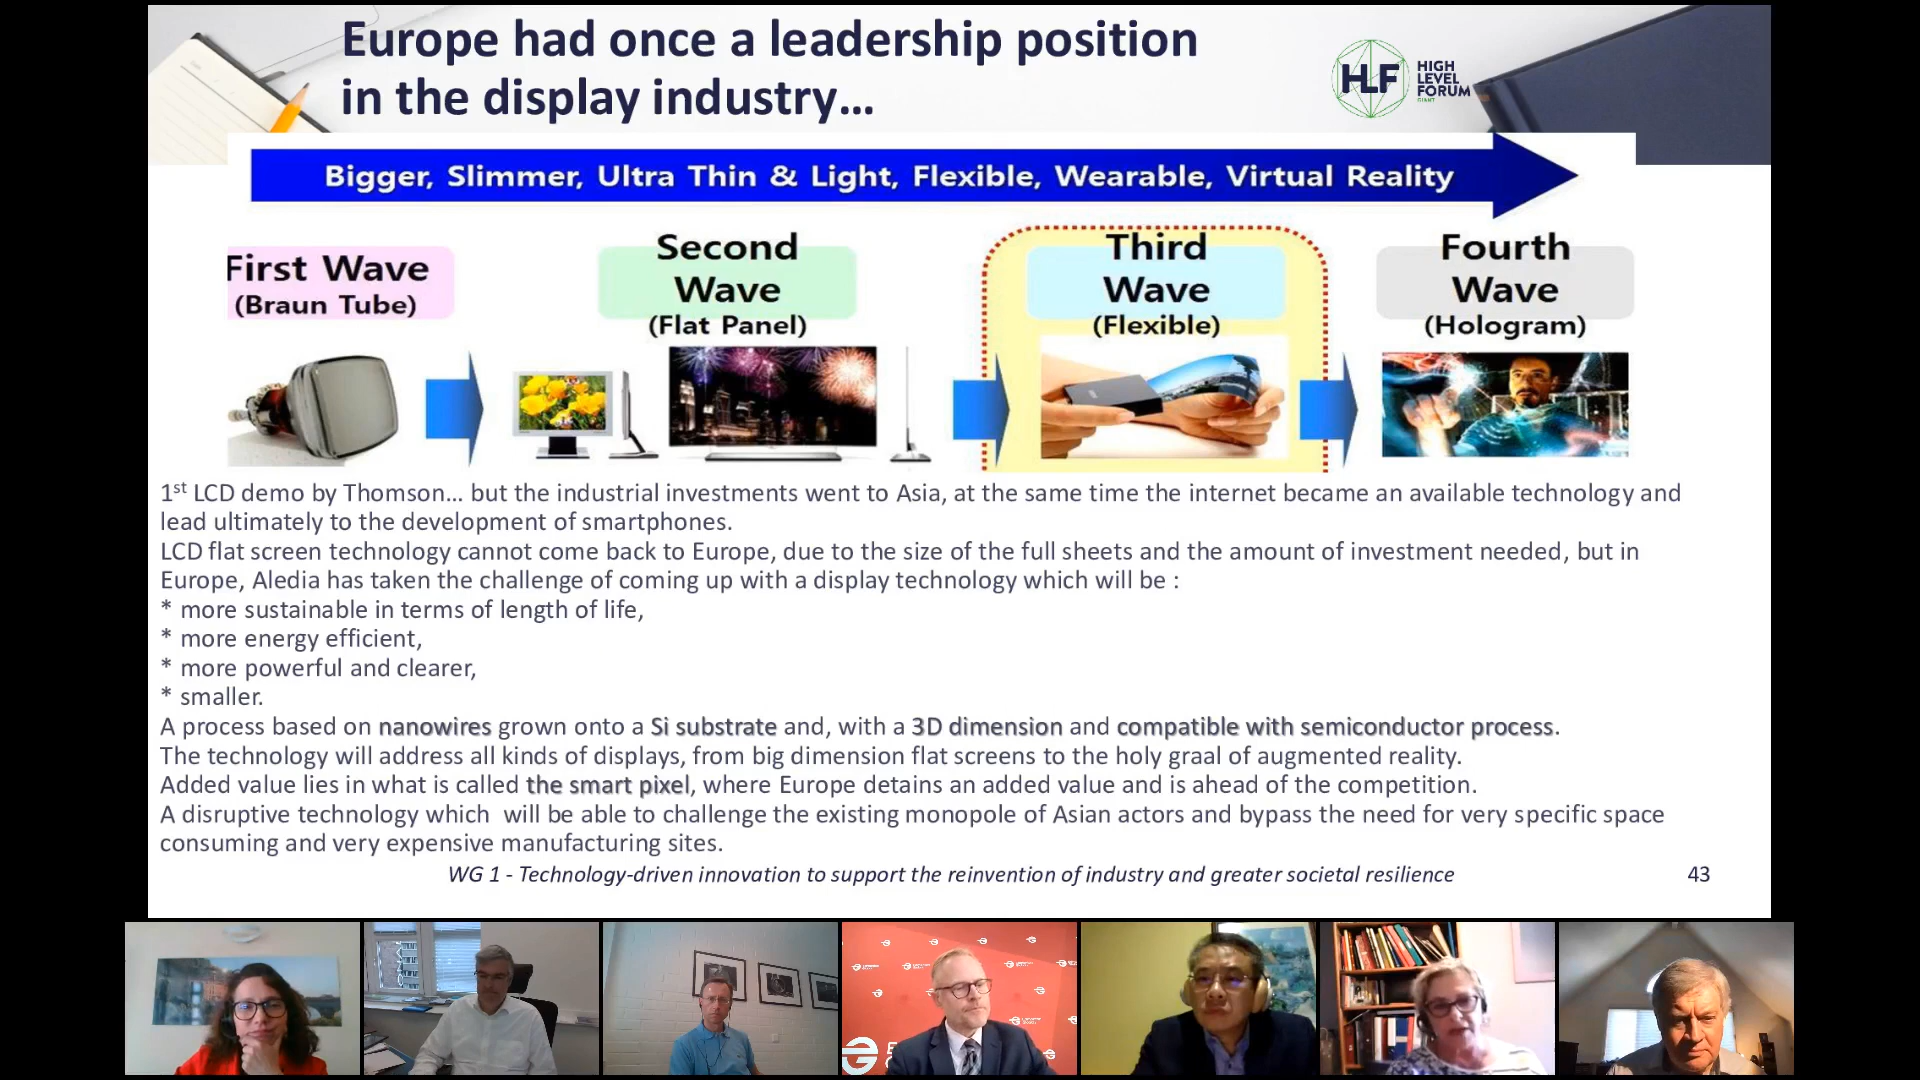 Europe had once a leadership position
in the display industry...
HLF
HIGH
LEVEL
FORUM
GIANT
Bigger, Slimmer, Ultra Thin & Light, Flexible, Wearable, Virtual Reality
First Wave
(Braun Tube)
Second
Wave
(Flat Panel)
Third
Wave
(Flexible)
Fourth
Wave
(Hologram)
1st LCD demo by Thomson... but the industrial investments went to Asia, at the same time the internet became an available technology and
lead ultimately to the development of smartphones.
LCD flat screen technology cannot come back to Europe, due to the size of the full sheets and the amount of investment needed, but in
Europe, Aledia has taken the challenge of coming up with a display technology which will be :
* more sustainable in terms of length of life,
* more energy efficient,
* more powerful and clearer,
* smaller.
A process based on nanowires grown onto a Si substrate and, with a 3D dimension and compatible with semiconductor process.
The technology will address all kinds of displays, from big dimension flat screens to the holy graal of augmented reality.
Added value lies in what is called the smart pixel, where Europe detains an added value and is ahead of the competition.
A disruptive technology which will be able to challenge the existing monopole of Asian actors and bypass the need for very specific space
consuming and very expensive manufacturing sites.
WG 1 - Technology-driven innovation to support the reinvention of industry and greater societal resilience
43